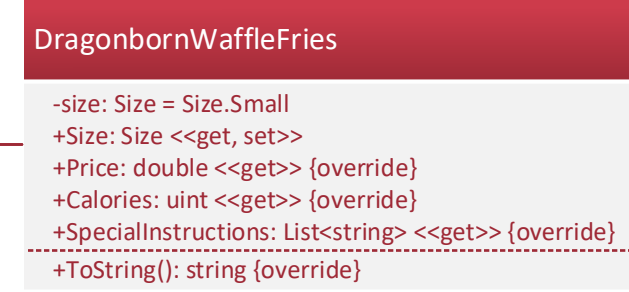 DragonbornWaffleFries
-size: Size = Size.Small
+Size: Size <<get, set>>
+Price: double <<get>> {override}
+Calories: uint <<get>> {override}
+SpecialInstructions: List<string> <<get>> {override}
+ToString(): string {override}